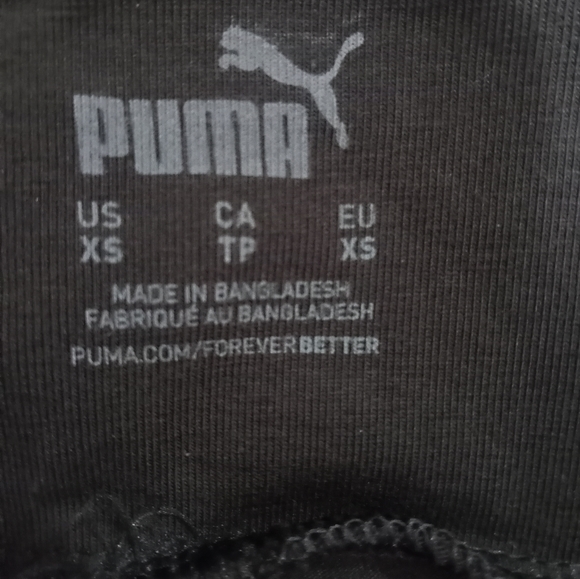 PUMA
US CA EU
XS TP XS
MADE IN BANGLADESH
FABRIQUÉ AU BANGLADESH
PUMA.COM/FOREVERBETTER